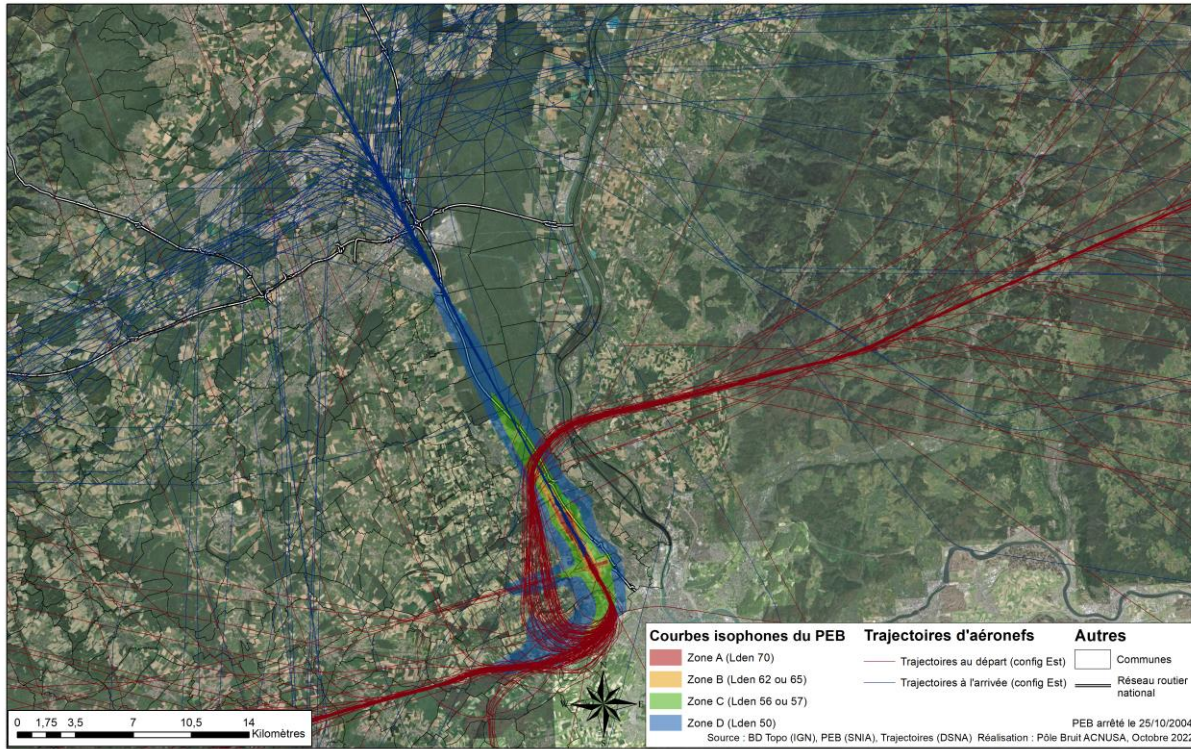 Courbes isophones du PEB
Zone A (Lden 70)
Zone B (Lden 62 ou 65)
Zone C (Lden 56 ou 57)
Zone D (Lden 50)
Trajectoires d'aéronefs
Trajectoires au départ (config Est)
Trajectoires à l'arrivée (config Est)
Autres
Communes
Réseau routier
national
0 1,75 3,5 7 10,5 14
Kilomètres
PEB arrêté le 25/10/2004
Source : BD Topo (IGN), PEB (SNIA), Trajectoires (DSNA) Réalisation : Pôle Bruit ACNUSA, Octobre 2022